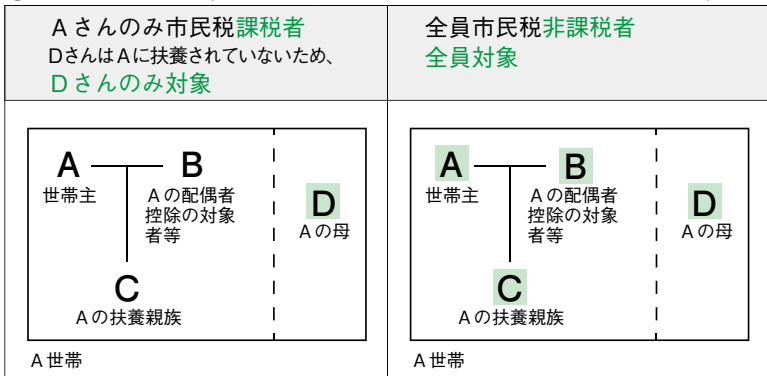 Aさんのみ市民税課税者
DさんはAに扶養されていないため、
Dさんのみ対象
A
B
世帯主
Aの配偶者
控除の対象
者等
D
Aの母
C
Aの扶養親族
A世帯
全員市民税非課税者
全員対象
A
B
世帯主
Aの配偶者
控除の対象
者等
D
Aの母
C
Aの扶養親族
A世帯